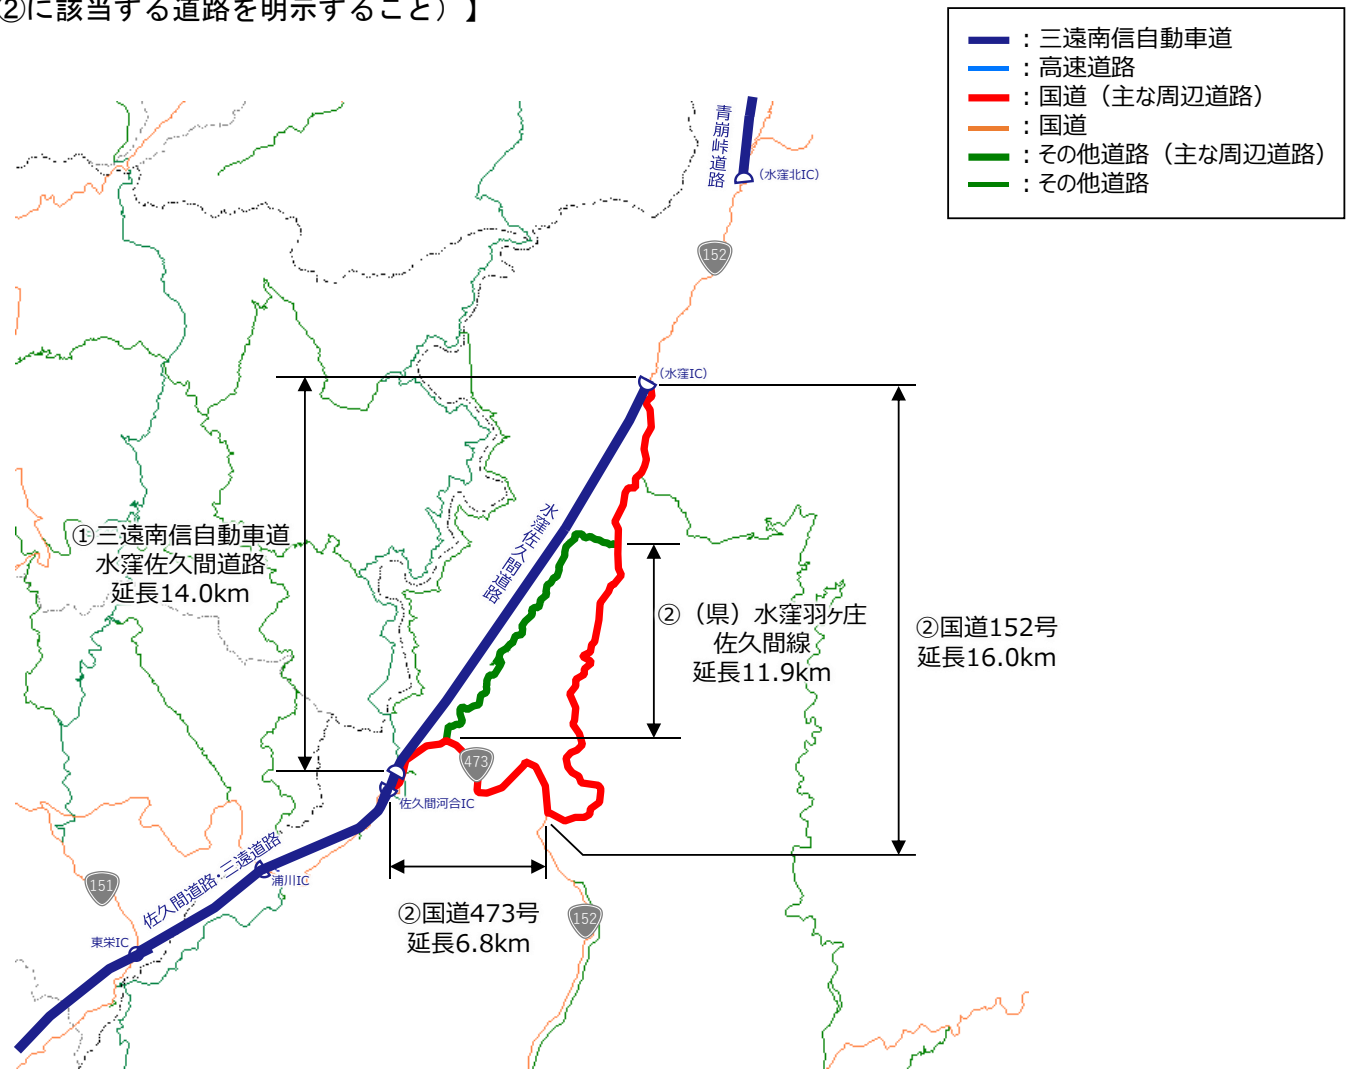 ②に該当する道路を明示すること）】
：三遠南信自動車道
：高速道路
：国道（主な周辺道路）
：国道
：その他道路（主な周辺道路）
：その他道路
青崩峠道路
（水窪北IC）
152
（水窪IC）
水窪佐久間道路
①三遠南信自動車道
水窪佐久間道路
延長14.0km
②（県）水窪羽ヶ庄
佐久間線
延長11.9km
②国道152号
延長16.0km
473
佐久間河合IC
佐久間道路・三遠道路
浦川IC
151
東栄IC
②国道473号
延長6.8km
152